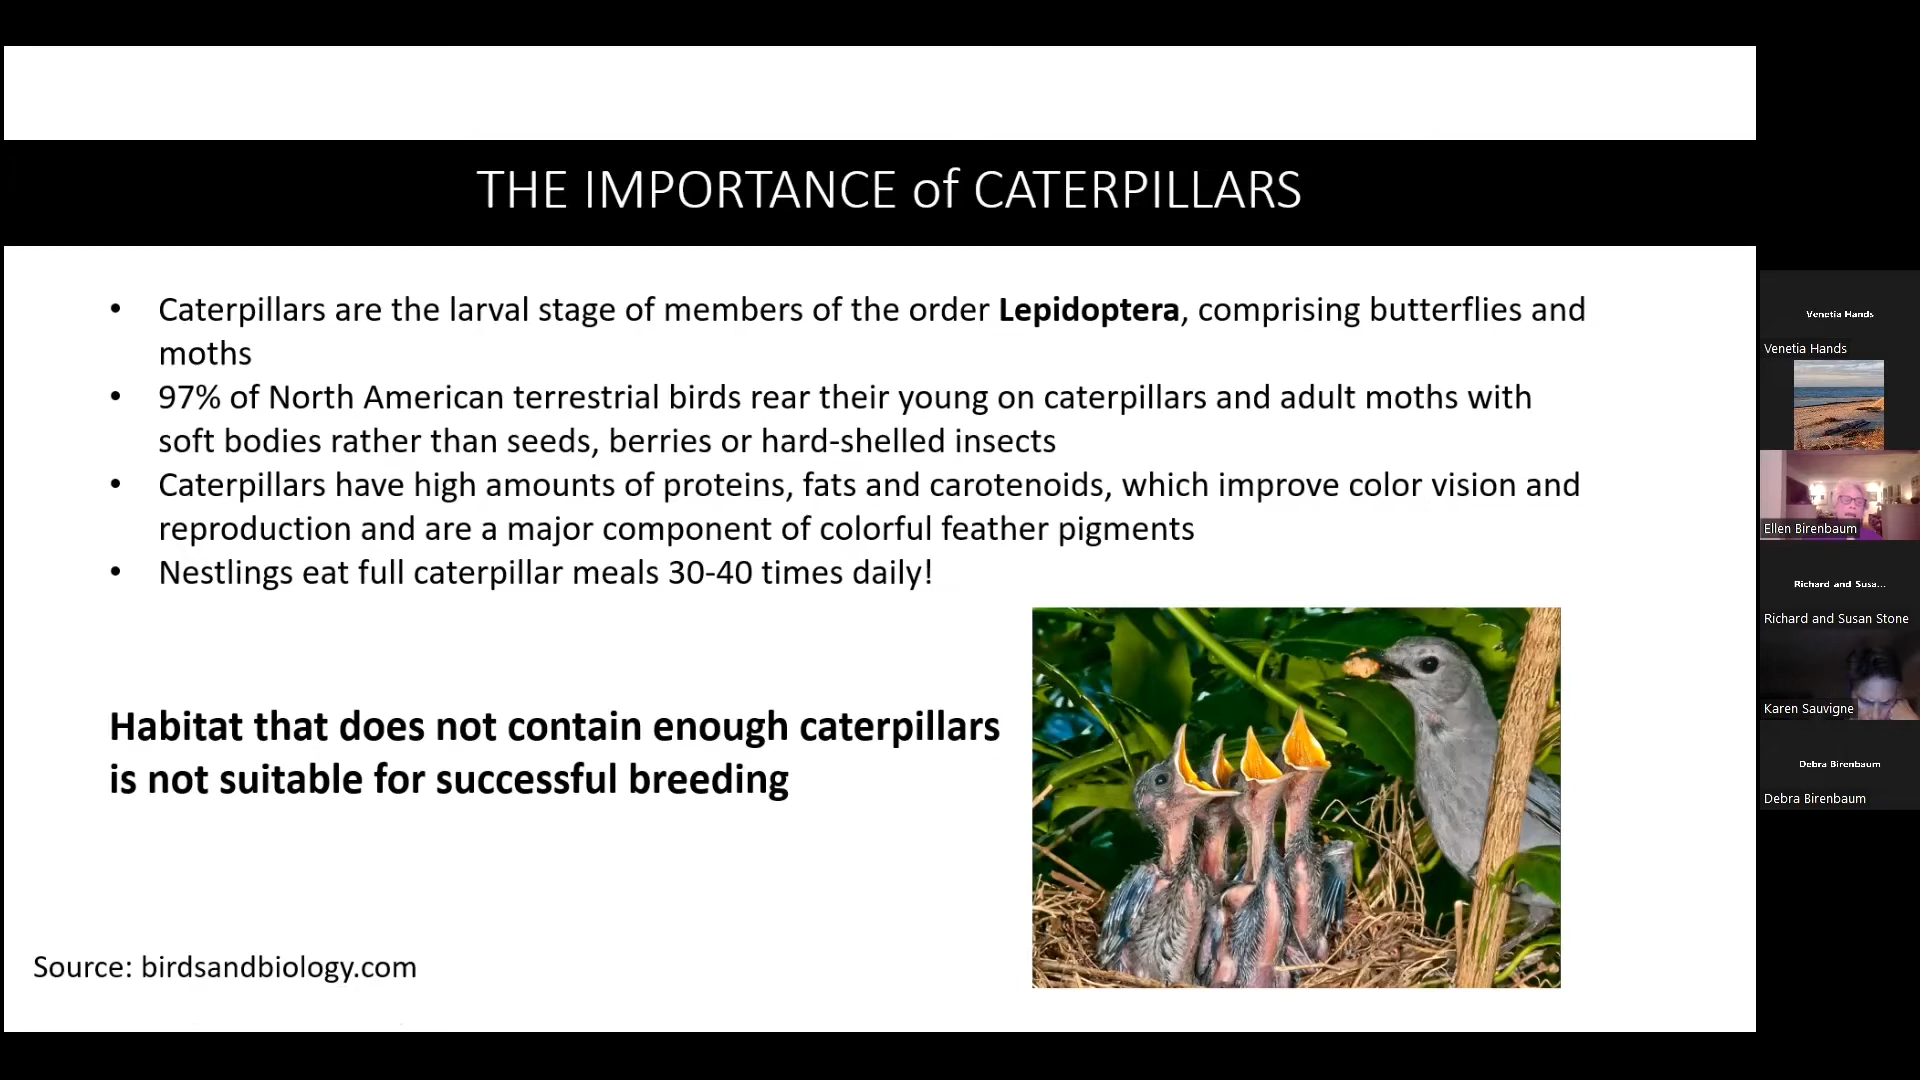 THE IMPORTANCE of CATERPILLARS
• Caterpillars are the larval stage of members of the order Lepidoptera, comprising butterflies and
moths
• 97% of North American terrestrial birds rear their young on caterpillars and adult moths with
soft bodies rather than seeds, berries or hard-shelled insects
• Caterpillars have high amounts of proteins, fats and carotenoids, which improve color vision and
reproduction and are a major component of colorful feather pigments
• Nestlings eat full caterpillar meals 30-40 times daily!
Habitat that does not contain enough caterpillars
is not suitable for successful breeding
Source: birdsandbiology.com
Venetia Hands
Venetia Hands
Ellen Birenbaum
Richard and Susa...
Richard and Susan Stone
Karen Sauvigne
Debra Birenbaum
Debra Birenbaum